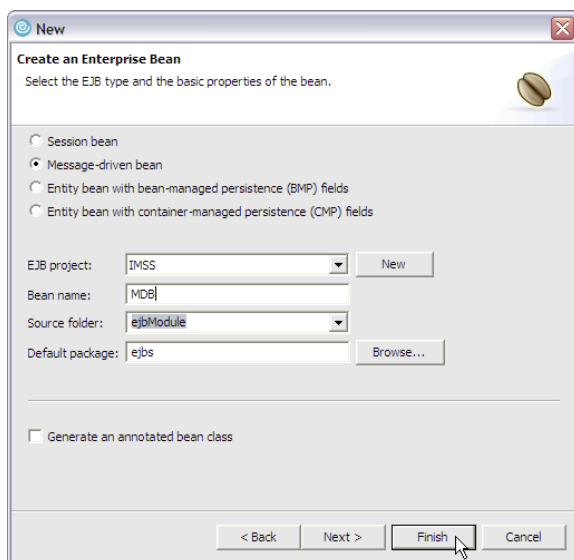 New
Create an Enterprise Bean
Select the EJB type and the basic properties of the bean.
Session bean
Message-driven bean
Entity bean with bean-managed persistence (BMP) fields
Entity bean with container-managed persistence (CMP) fields
EJB project: IMSS New
Bean name: MDB
Source folder: ejbModule
Default package: ejbs Browse...
Generate an annotated bean class
< Back Next > Finish Cancel